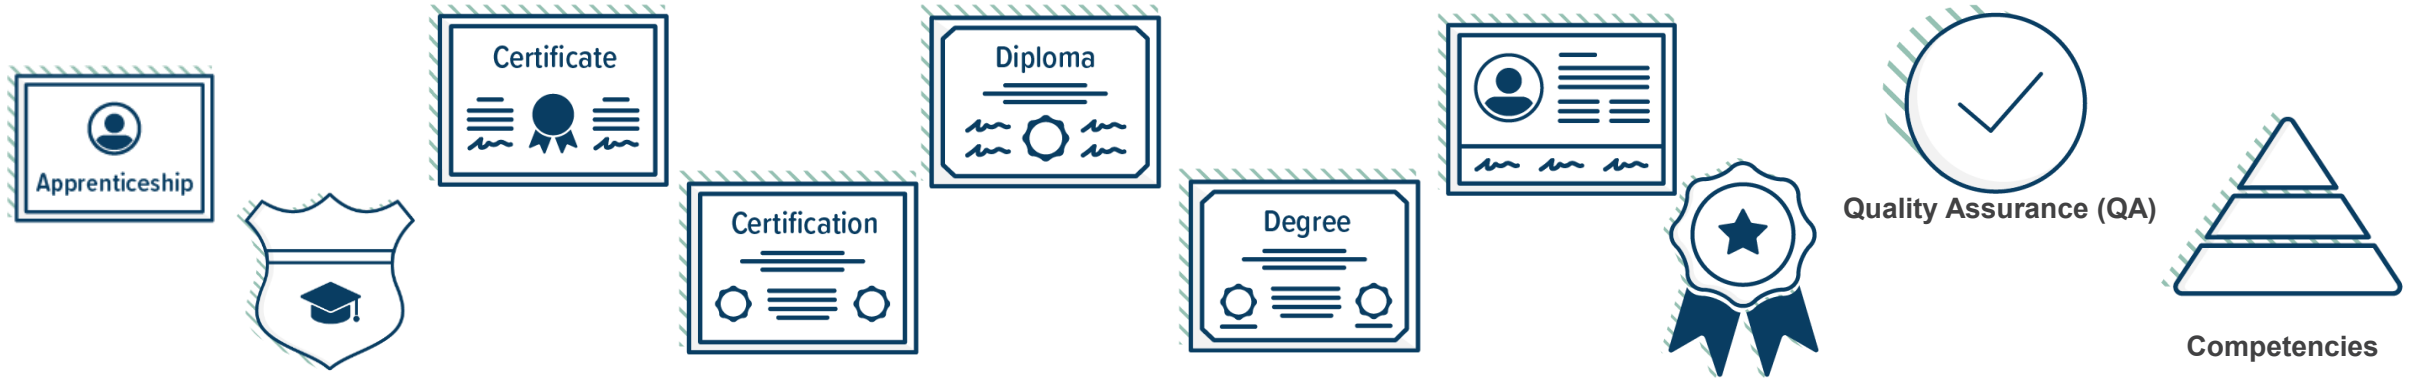 Apprenticeship
Certificate
Certification
Diploma
Degree
Quality Assurance (QA)
Competencies